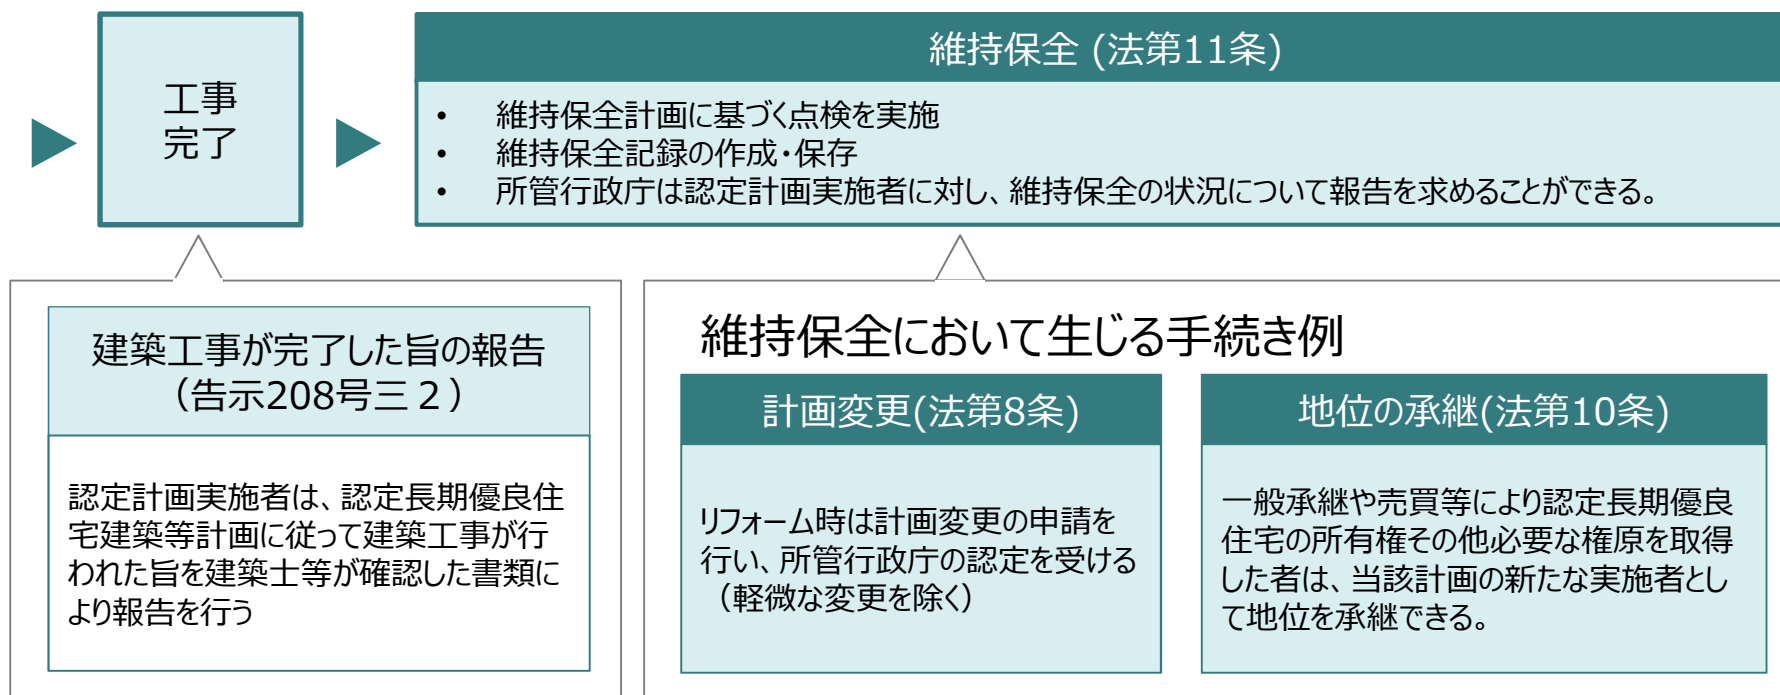 工事
完了
維持保全 (法第11条)
• 維持保全計画に基づく点検を実施
• 維持保全記録の作成・保存
• 所管行政庁は認定計画実施者に対し、維持保全の状況について報告を求めることができる。
建築工事が完了した旨の報告
（告示208号三２）
認定計画実施者は、認定長期優良住
宅建築等計画に従って建築工事が行
われた旨を建築士等が確認した書類に
より報告を行う
維持保全において生じる手続き例
計画変更(法第8条)
リフォーム時は計画変更の申請を
行い、所管行政庁の認定を受ける
（軽微な変更を除く）
地位の承継(法第10条)
一般承継や売買等により認定長期優良
住宅の所有権その他必要な権原を取得
した者は、当該計画の新たな実施者とし
て地位を承継できる。